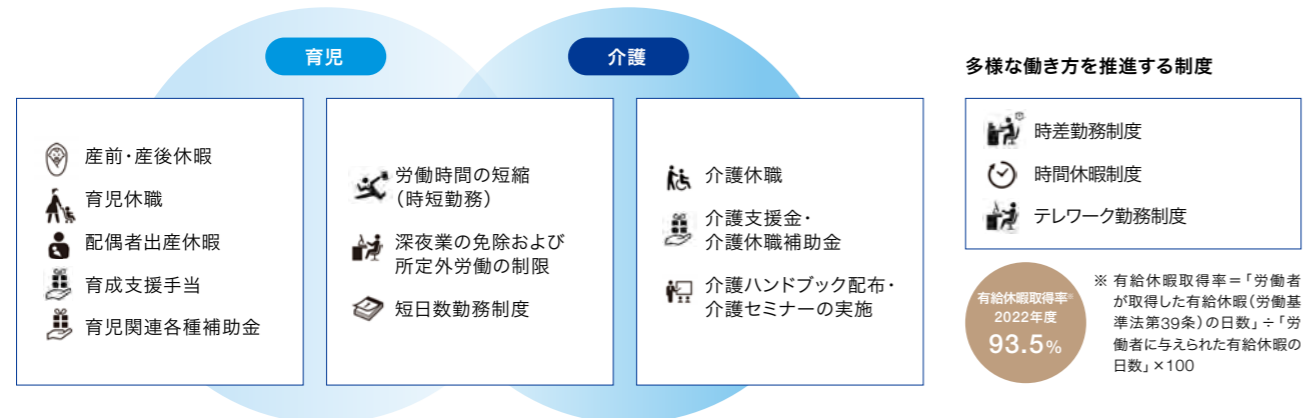 育児
介護
産前・産後休暇
育児休職
配偶者出産休暇
育成支援手当
育児関連各種補助金
労働時間の短縮
（時短勤務）
深夜業の免除および
所定外労働の制限
短日数勤務制度
介護休職
介護支援金・
介護休職補助金
介護ハンドブック配布・
介護セミナーの実施
多様な働き方を推進する制度
時差勤務制度
時間休暇制度
テレワーク勤務制度
有給休暇取得率※
2022年度
93.5%
※ 有給休暇取得率＝「労働者
が取得した有給休暇（労働基
準法第39条）の日数」÷「労
働者に与えられた有給休暇の
日数」×100